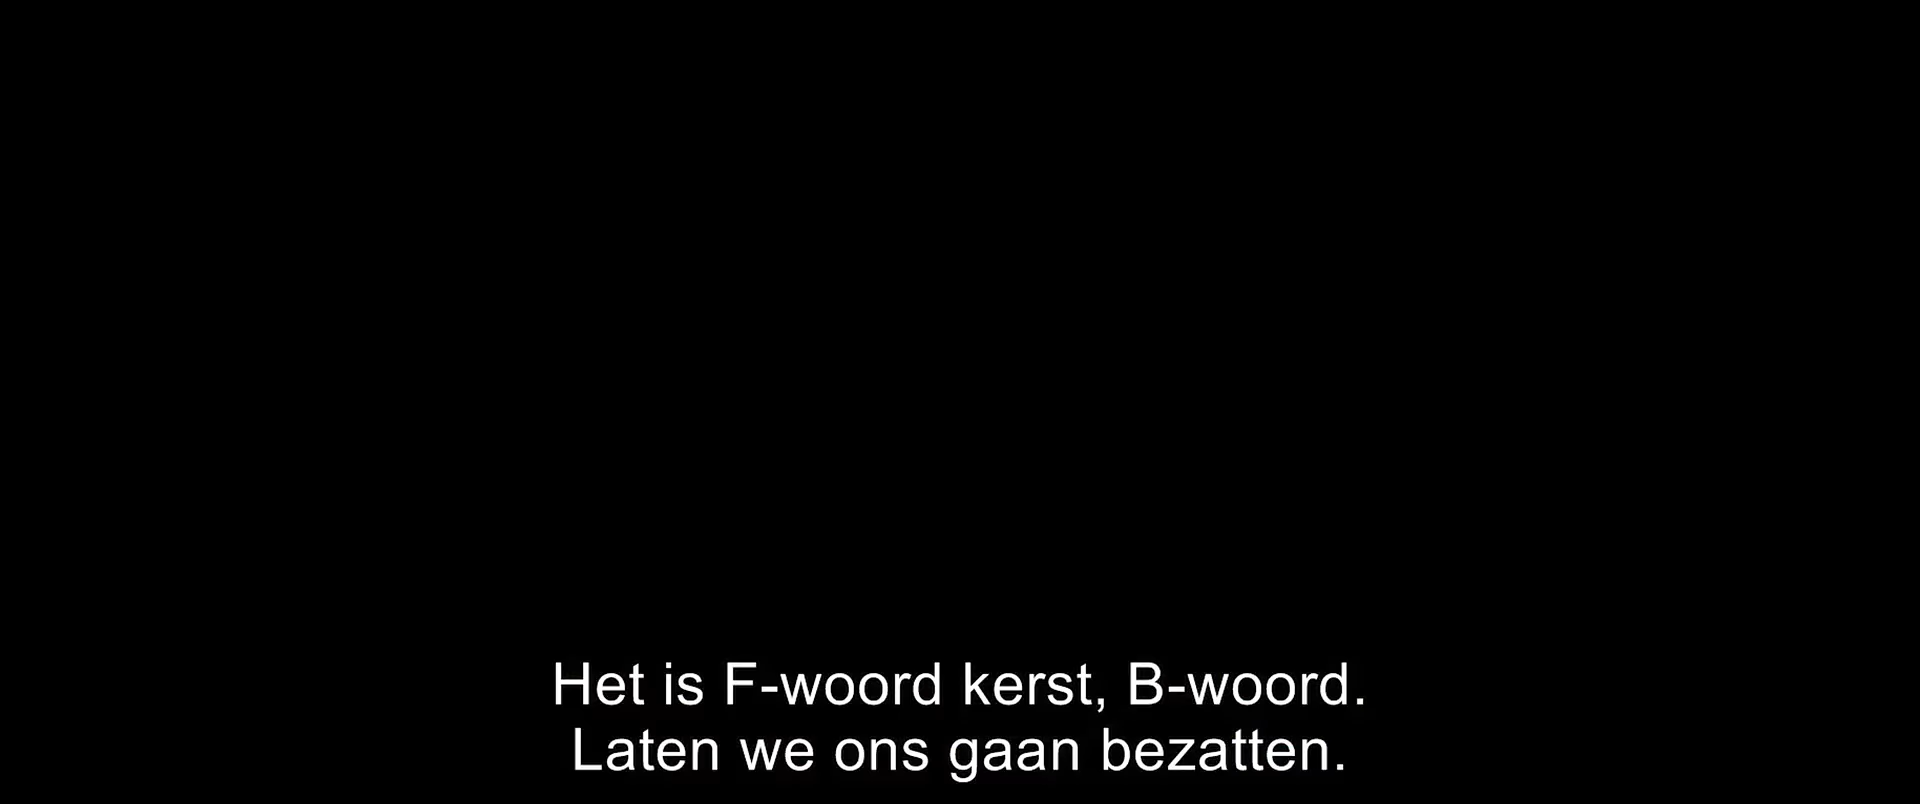 Het is F-woord kerst, B-woord.
Laten we ons gaan bezatten.